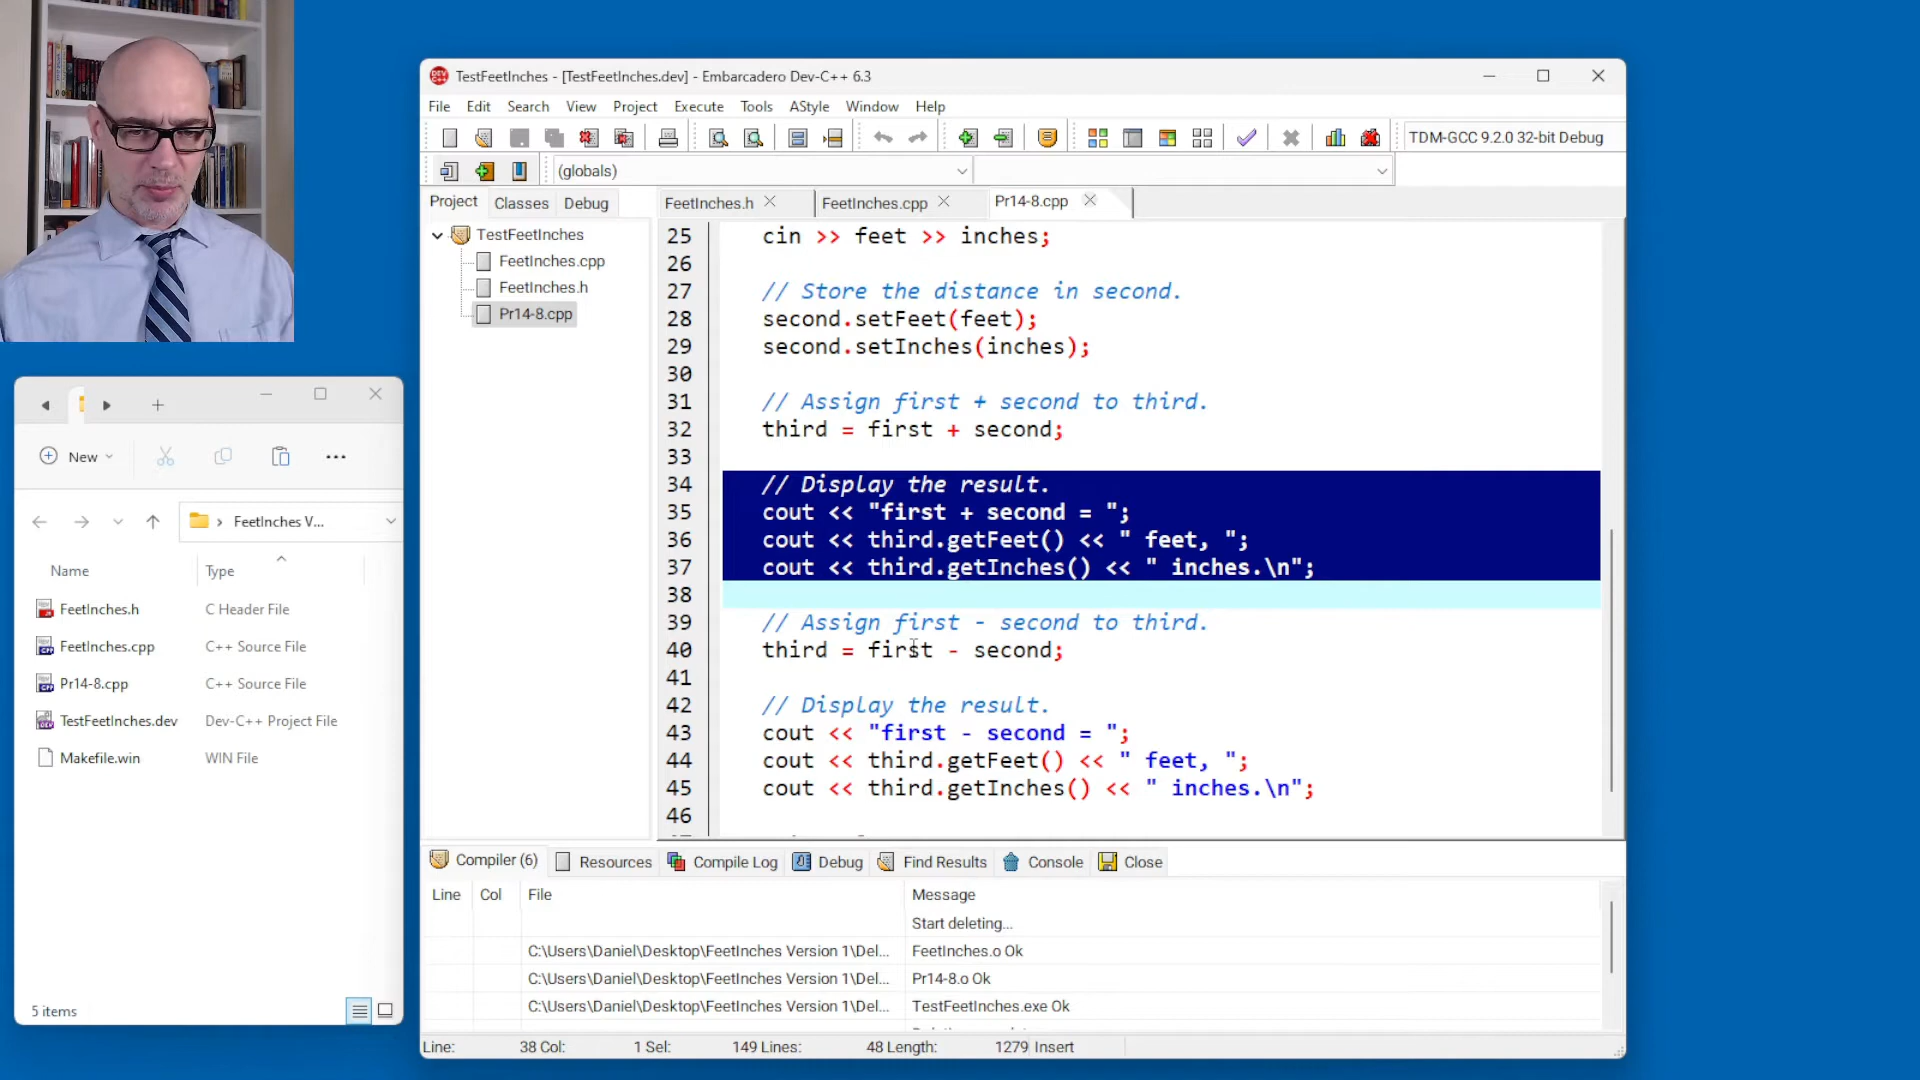 TestFeetInches - [TestFeetInches.dev] - Embarcadero Dev-C++ 6.3
File Edit Search View Project Execute Tools AStyle Window Help
TDM-GCC 9.2.0 32-bit Debug
(globals)
Project Classes Debug
FeetInches.h FeetInches.cpp Pr14-8.cpp
TestFeetInches
FeetInches.cpp
FeetInches.h
Pr14-8.cpp
25 cin >> feet >> inches;
26
27 // Store the distance in second.
28 second.setFeet(feet);
29 second.setInches(inches);
30
31 // Assign first + second to third.
32 third = first + second;
33
34 // Display the result.
35 cout << "first + second = ";
36 cout << third.getFeet() << " feet, ";
37 cout << third.getInches() << " inches.\n";
38
39 // Assign first - second to third.
40 third = first - second;
41
42 // Display the result.
43 cout << "first - second = ";
44 cout << third.getFeet() << " feet, ";
45 cout << third.getInches() << " inches.\n";
46
Compiler (6) Resources Compile Log Debug Find Results Console Close
Line Col File Message
Start deleting...
C:\Users\Daniel\Desktop\FeetInches Version 1\Del... FeetInches.o Ok
C:\Users\Daniel\Desktop\FeetInches Version 1\Del... Pr14-8.o Ok
C:\Users\Daniel\Desktop\FeetInches Version 1\Del... TestFeetInches.exe Ok
Line: 38 Col: 1 Sel: 149 Lines: 48 Length: 1279 Insert
New
FeetInches V...
Name Type
FeetInches.h C Header File
FeetInches.cpp C++ Source File
Pr14-8.cpp C++ Source File
TestFeetInches.dev Dev-C++ Project File
Makefile.win WIN File
5 items